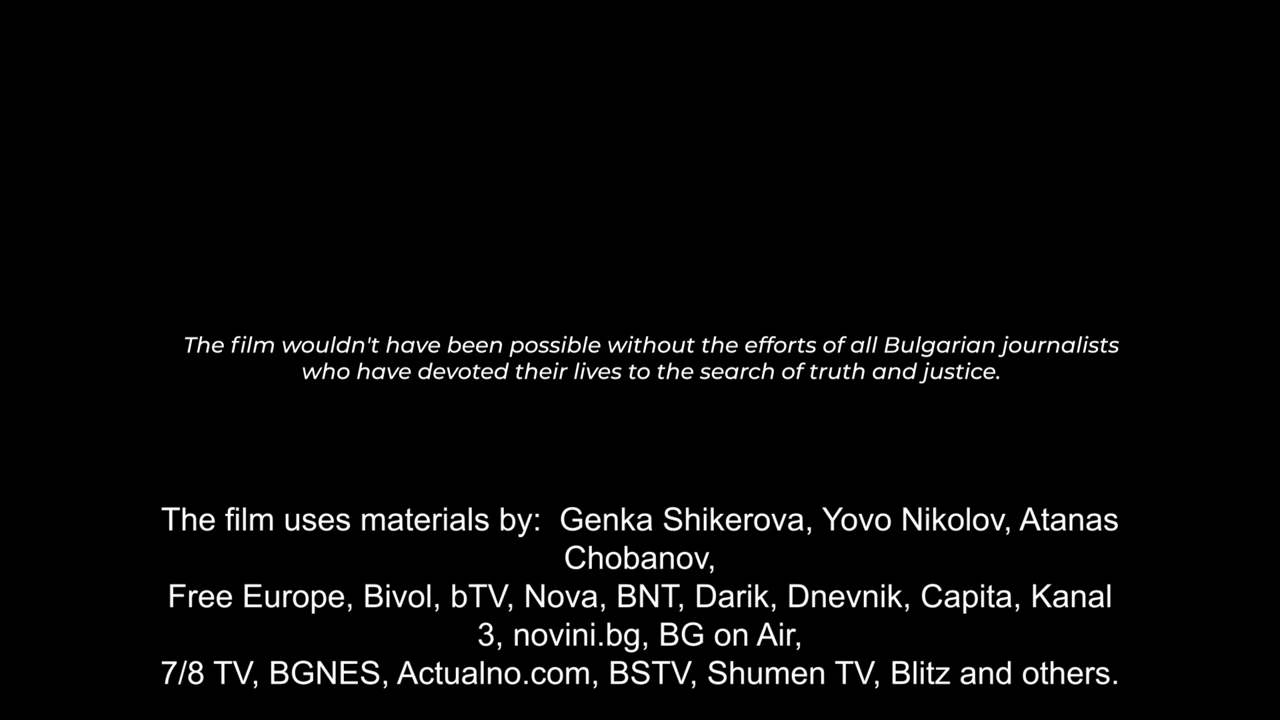 The film wouldn't have been possible without the efforts of all Bulgarian journalists
who have devoted their lives to the search of truth and justice.
The film uses materials by:  Genka Shikerova, Yovo Nikolov, Atanas
Chobanov,
Free Europe, Bivol, bTV, Nova, BNT, Darik, Dnevnik, Capita, Kanal
3, novini.bg, BG on Air,
7/8 TV, BGNES, Actualno.com, BSTV, Shumen TV, Blitz and others.